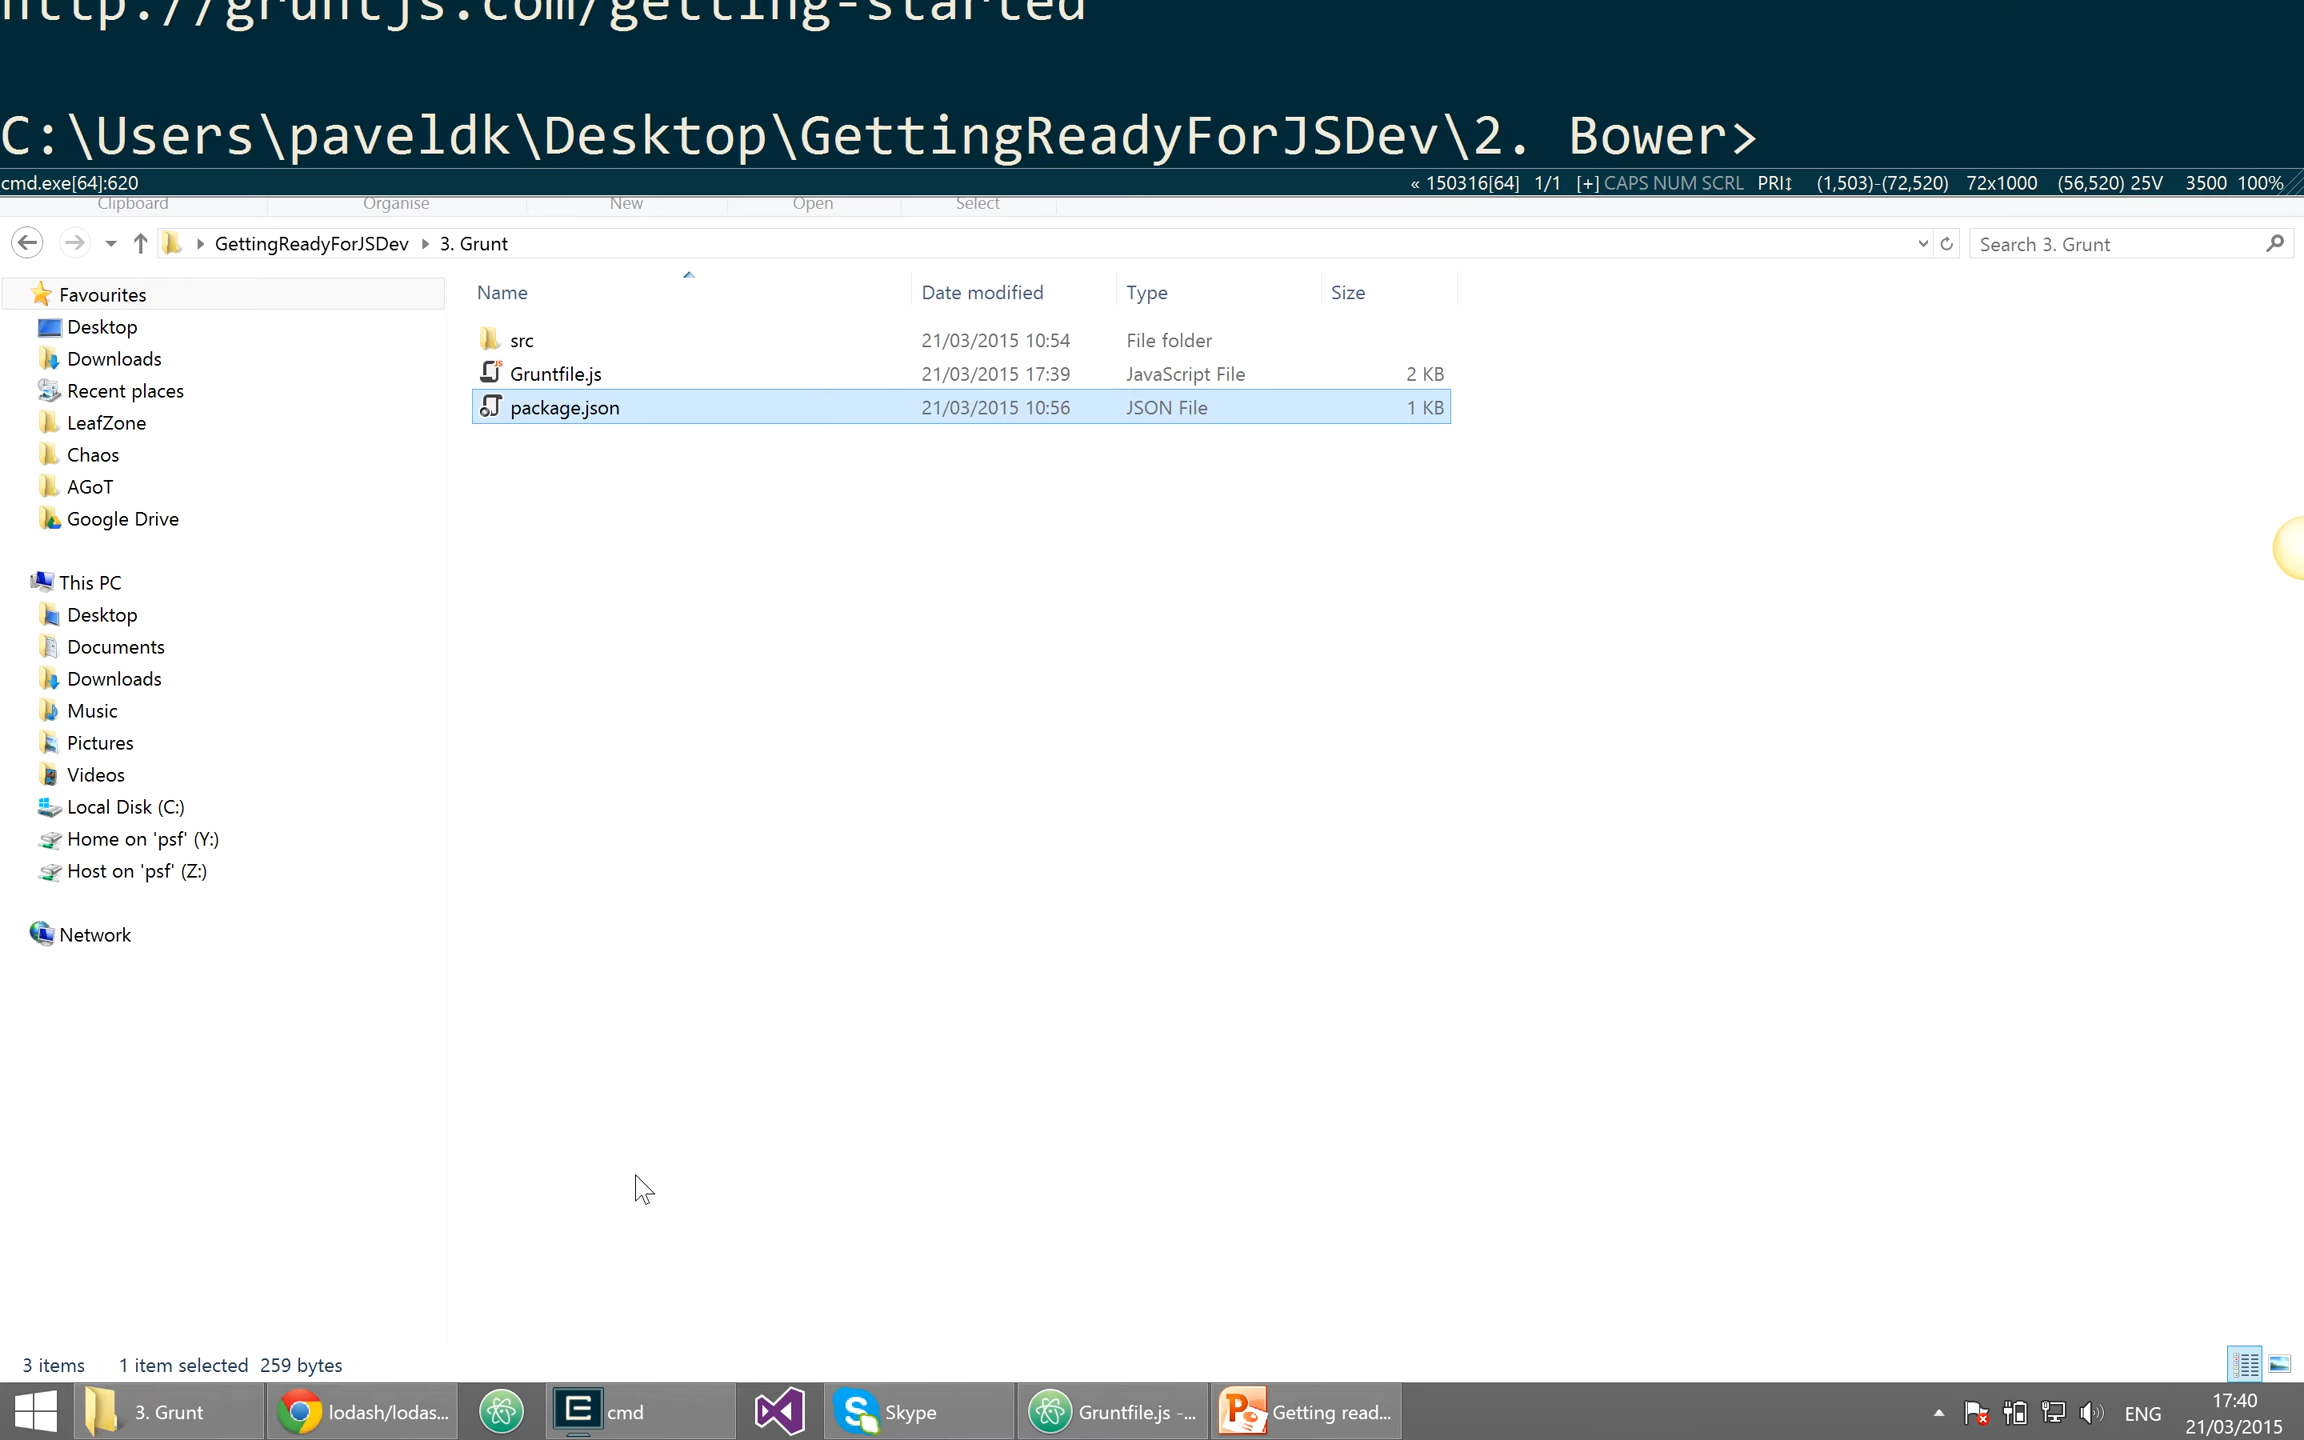 http://gruntjs.com/getting-started
C:\Users\paveldk\Desktop\GettingReadyForJSDev\2. Bower>
cmd.exe[64]:620 « 150316[64] 1/1 [+] CAPS NUM SCRL PRI↕ (1,503)-(72,520) 72x1000 (56,520) 25V 3500 100%
Clipboard Organise New Open Select
GettingReadyForJSDev 3. Grunt Search 3. Grunt
Name Date modified Type Size
src 21/03/2015 10:54 File folder
Gruntfile.js 21/03/2015 17:39 JavaScript File 2 KB
package.json 21/03/2015 10:56 JSON File 1 KB
Favourites
Desktop
Downloads
Recent places
LeafZone
Chaos
AGoT
Google Drive
This PC
Desktop
Documents
Downloads
Music
Pictures
Videos
Local Disk (C:)
Home on 'psf' (Y:)
Host on 'psf' (Z:)
Network
3 items 1 item selected 259 bytes
3. Grunt lodash/lodas... cmd Skype Gruntfile.js -... Getting read... ENG 17:40
21/03/2015